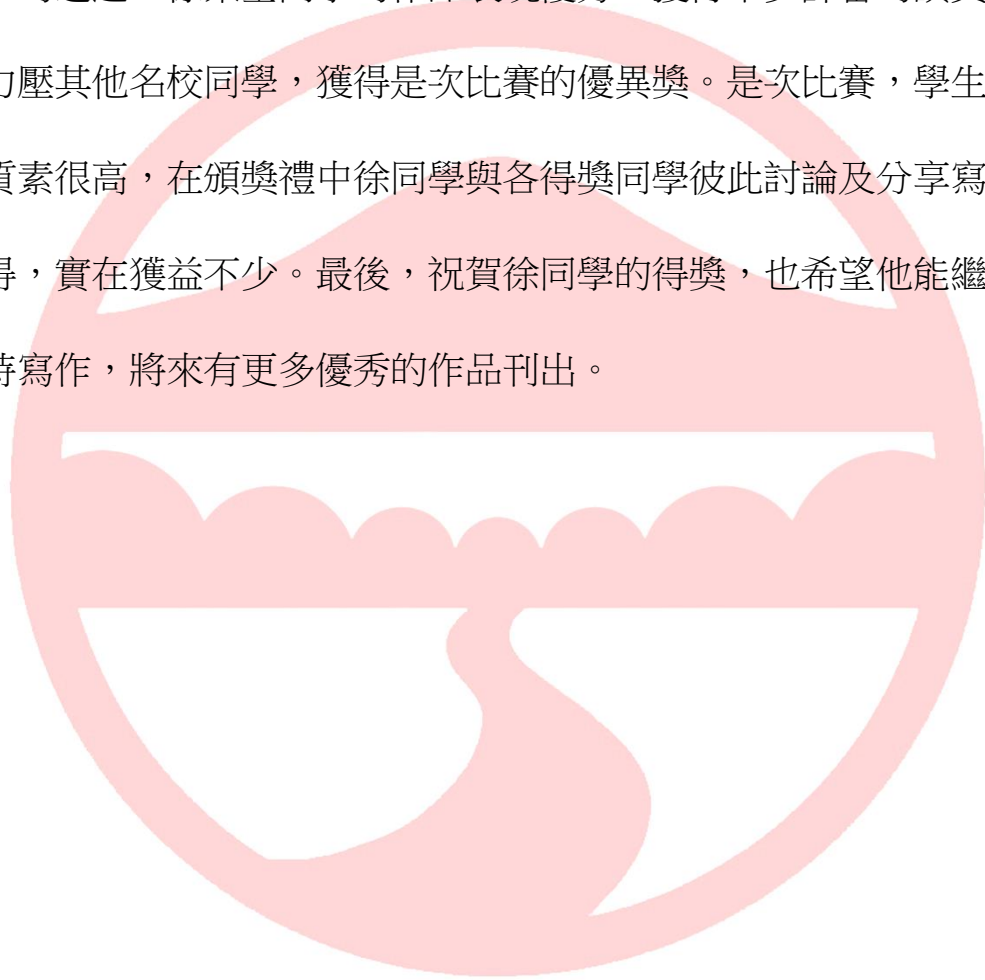 力壓其他名校同學，獲得是次比賽的優異獎。是次比賽，學生
質素很高，在頒獎禮中徐同學與各得獎同學彼此討論及分享寫
得，實在獲益不少。最後，祝賀徐同學的得獎，也希望他能繼
持寫作，將來有更多優秀的作品刊出。